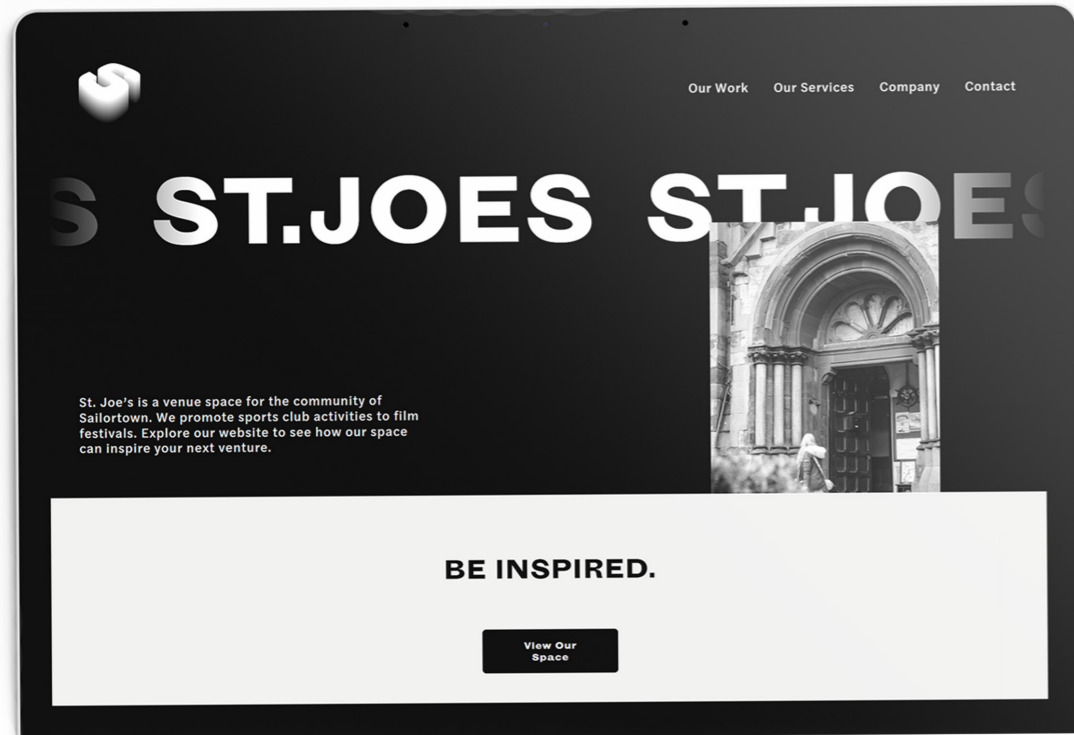 Our Work Our Services Company Contact
S ST.JOES ST.JOES
St. Joe’s is a venue space for the community of
Sailortown. We promote sports club activities to film
festivals. Explore our website to see how our space
can inspire your next venture.
BE INSPIRED.
View Our
Space